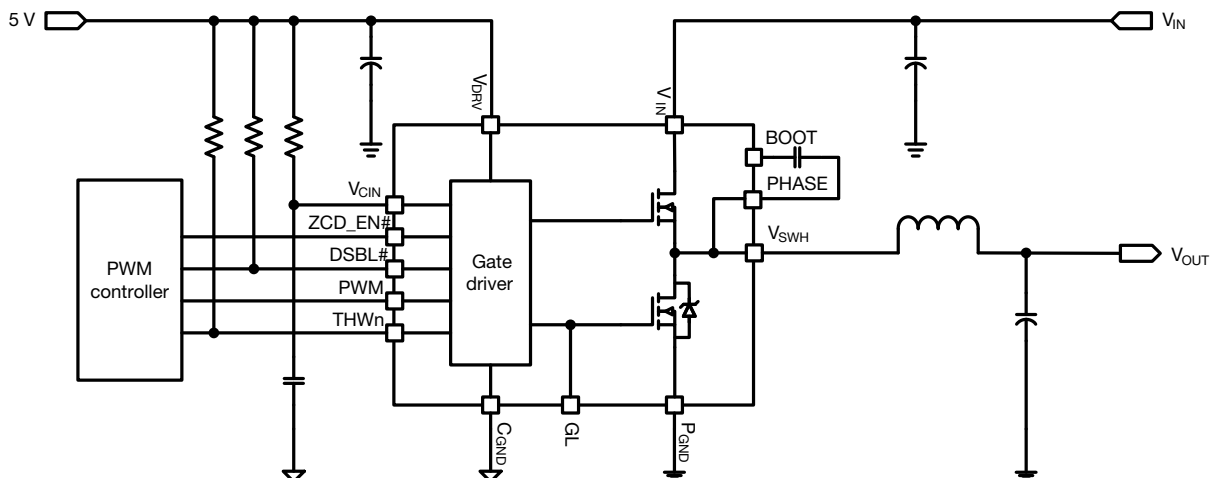 5 V
V_IN
V_DRV
V_IN
BOOT
PHASE
V_CIN
ZCD_EN#
V_SWH
DSBL#
V_OUT
PWM
controller
Gate
driver
PWM
THWn
C_GND
GL
P_GND